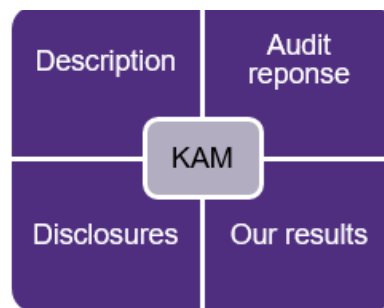 Description
Audit
reponse
KAM
Disclosures
Our results